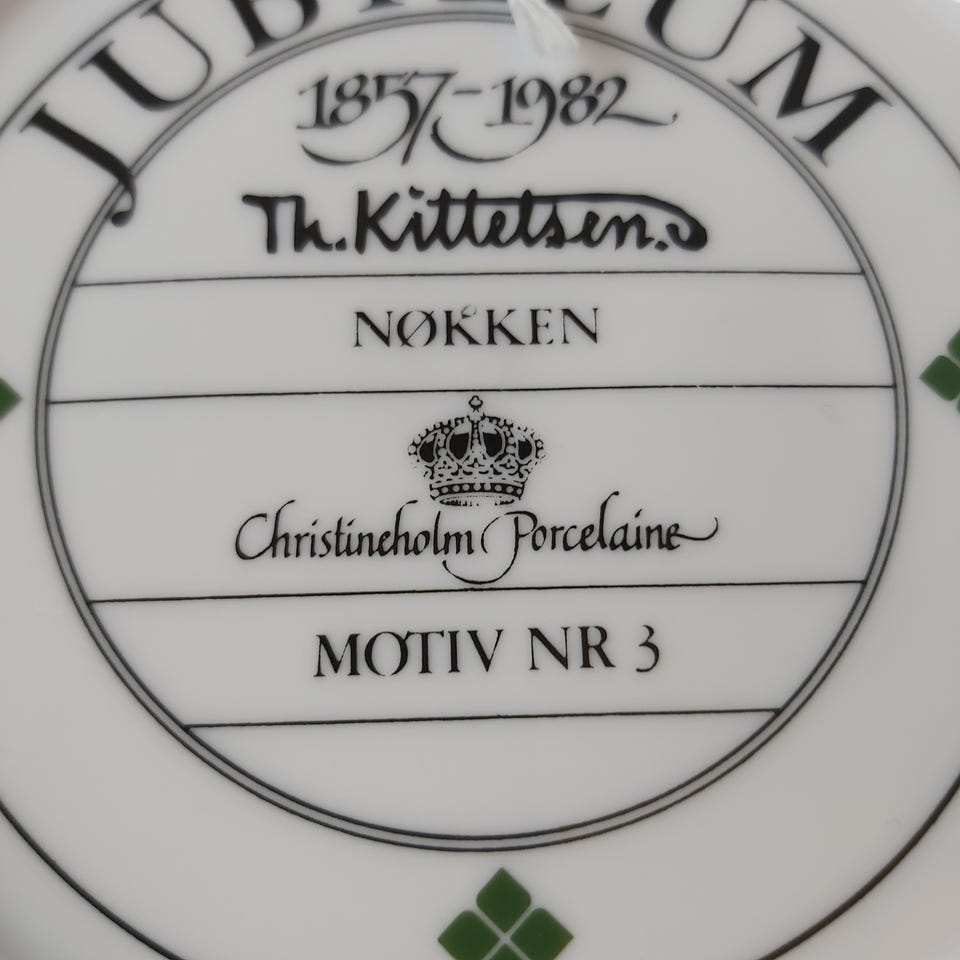 JUBILEUM
1857-1982
Th. Kittelsen.
NØKKEN
Christineholm Porcelaine
MOTIV NR 3